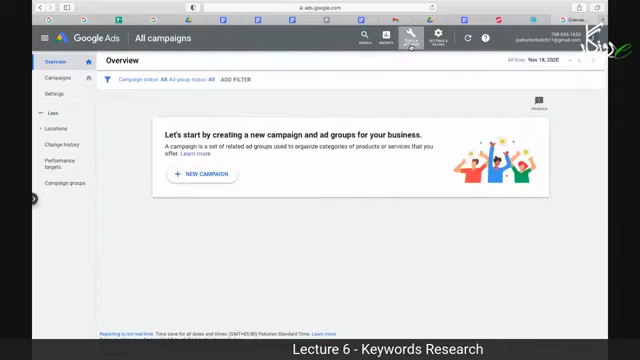 ads.google.com
Google Ads
All campaigns
SEARCH
REPORTS
TOOLS &
SETTINGS &
BILLING
Overview
Overview
All time
Nov 18, 2020
Campaigns
Campaign status: All Ad group status: All
ADD FILTER
Settings
Less
Locations
FEEDBACK
Change history
Let's start by creating a new campaign and ad groups for your business.
Performance
targets
A campaign is a set of related ad groups used to organize categories of products or services that you
offer. Learn more
Campaign groups
NEW CAMPAIGN
Reporting is not real-time. Time zone for all dates and times: (GMT+05:00) Pakistan Standard Time. Learn more
Lecture 6 - Keywords Research